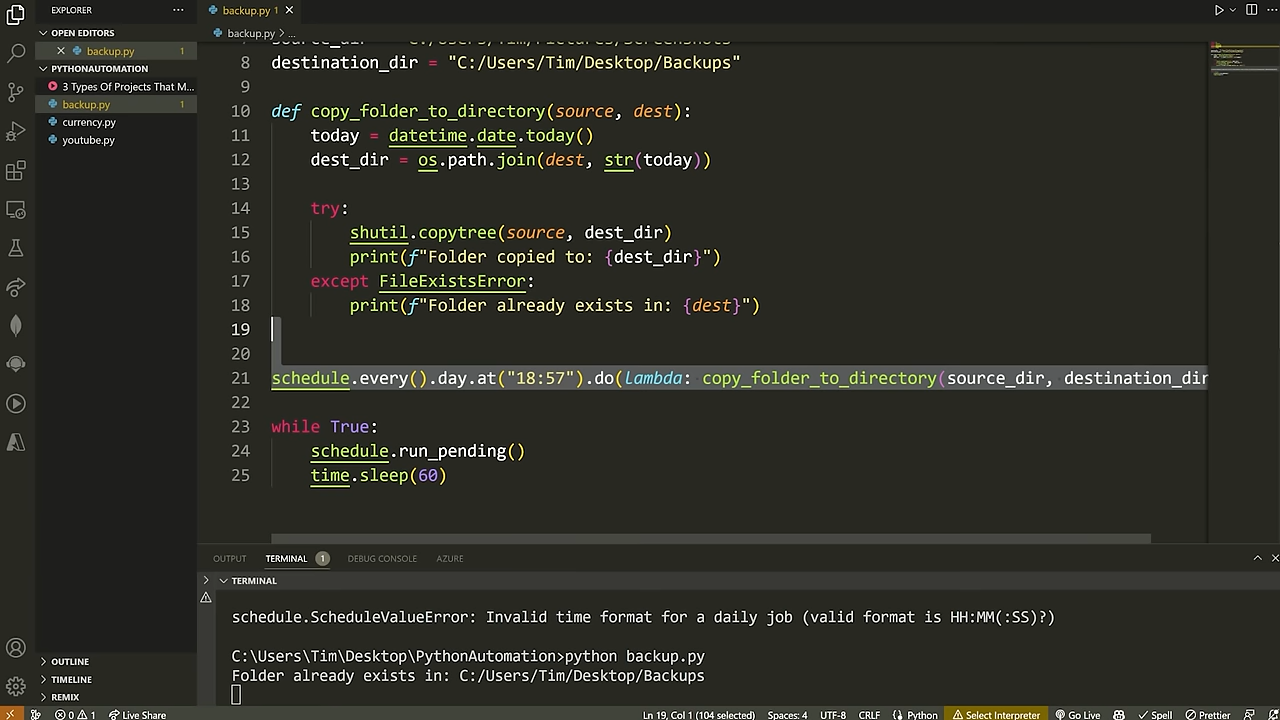 EXPLORER
···
OPEN EDITORS
backup.py 1
PYTHONAUTOMATION
3 Types Of Projects That M...
backup.py 1
currency.py
youtube.py
OUTLINE
TIMELINE
REMIX
backup.py 1
backup.py > ...
8 destination_dir = "C:/Users/Tim/Desktop/Backups"
9
10 def copy_folder_to_directory(source, dest):
11 today = datetime.date.today()
12 dest_dir = os.path.join(dest, str(today))
13
14 try:
15 shutil.copytree(source, dest_dir)
16 print(f"Folder copied to: {dest_dir}")
17 except FileExistsError:
18 print(f"Folder already exists in: {dest}")
19
20
21 schedule.every().day.at("18:57").do(lambda: copy_folder_to_directory(source_dir, destination_dir
22
23 while True:
24 schedule.run_pending()
25 time.sleep(60)
OUTPUT TERMINAL 1 DEBUG CONSOLE AZURE
TERMINAL
schedule.ScheduleValueError: Invalid time format for a daily job (valid format is HH:MM(:SS)?)
C:\Users\Tim\Desktop\PythonAutomation>python backup.py
Folder already exists in: C:/Users/Tim/Desktop/Backups
0 1 Live Share Ln 19, Col 1 (104 selected) Spaces: 4 UTF-8 CRLF Python Select Interpreter Go Live Spell Prettier